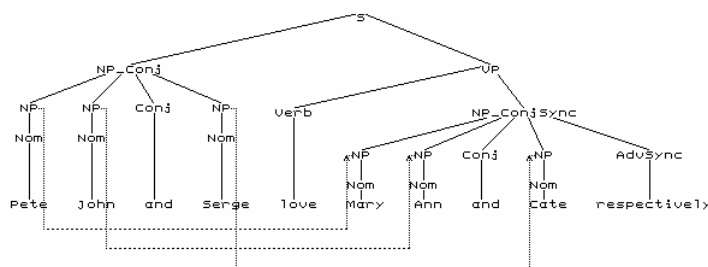 S
NP_Conj VP
NP NP Conj NP Verb NP_ConjSync
Nom Nom Nom NP NP Conj NP AdvSync
Nom Nom Nom
Pete John and Serge love Mary Ann and Cate respectively